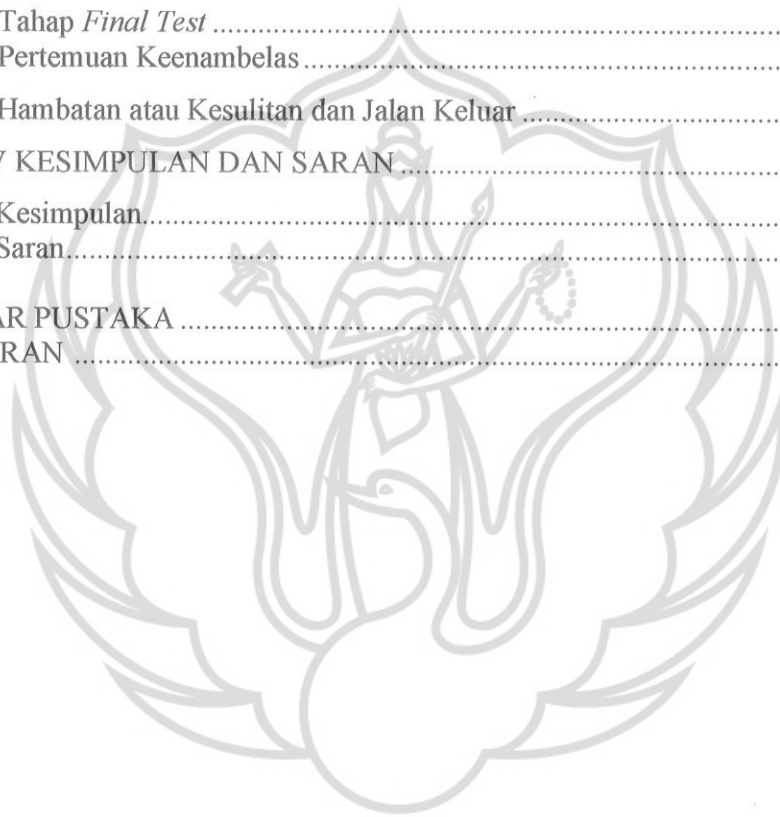 Tahap Final Test ....................................................................
Pertemuan Keenambelas ....................................................................
Hambatan atau Kesulitan dan Jalan Keluar ....................................................................
KESIMPULAN DAN SARAN ....................................................................
Kesimpulan....................................................................
Saran....................................................................
AR PUSTAKA ....................................................................
RAN ....................................................................